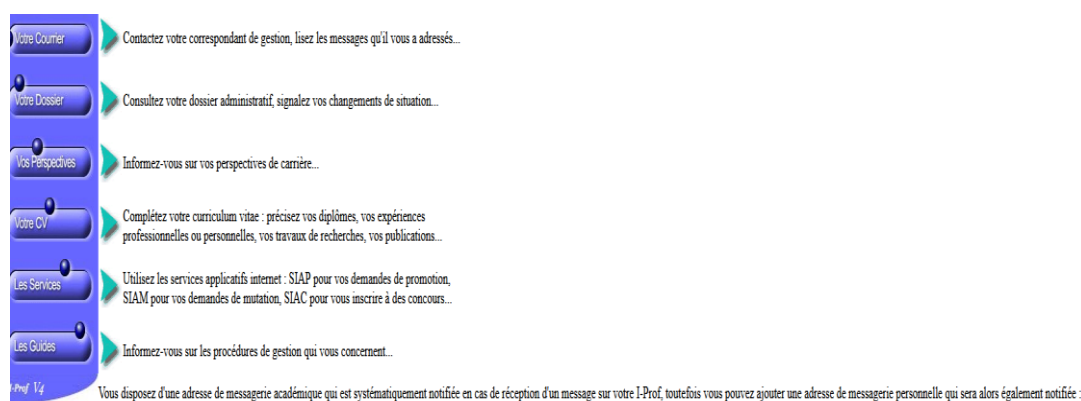 Votre Courrier
Contactez votre correspondant de gestion, lisez les messages qu'il vous a adressés...
Votre Dossier
Consultez votre dossier administratif, signalez vos changements de situation...
Vos Perspectives
Informez-vous sur vos perspectives de carrière...
Votre CV
Complétez votre curriculum vitae : précisez vos diplômes, vos expériences
professionnelles ou personnelles, vos travaux de recherches, vos publications...
Les Services
Utilisez les services applicatifs internet : SIAP pour vos demandes de promotion,
SIAM pour vos demandes de mutation, SIAC pour vous inscrire à des concours...
Les Guides
Informez-vous sur les procédures de gestion qui vous concernent...
I-Prof V4
Vous disposez d'une adresse de messagerie académique qui est systématiquement notifiée en cas de réception d'un message sur votre I-Prof, toutefois vous pouvez ajouter une adresse de messagerie personnelle qui sera alors également notifiée :